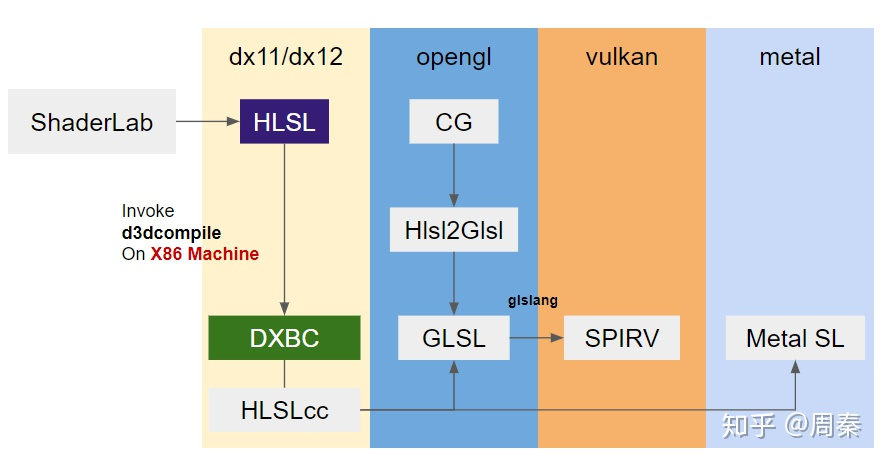 dx11/dx12
opengl
vulkan
metal
ShaderLab
HLSL
CG
Invoke
d3dcompile
On X86 Machine
Hlsl2Glsl
glslang
DXBC
GLSL
SPIRV
Metal SL
HLSLcc
知乎 @周秦